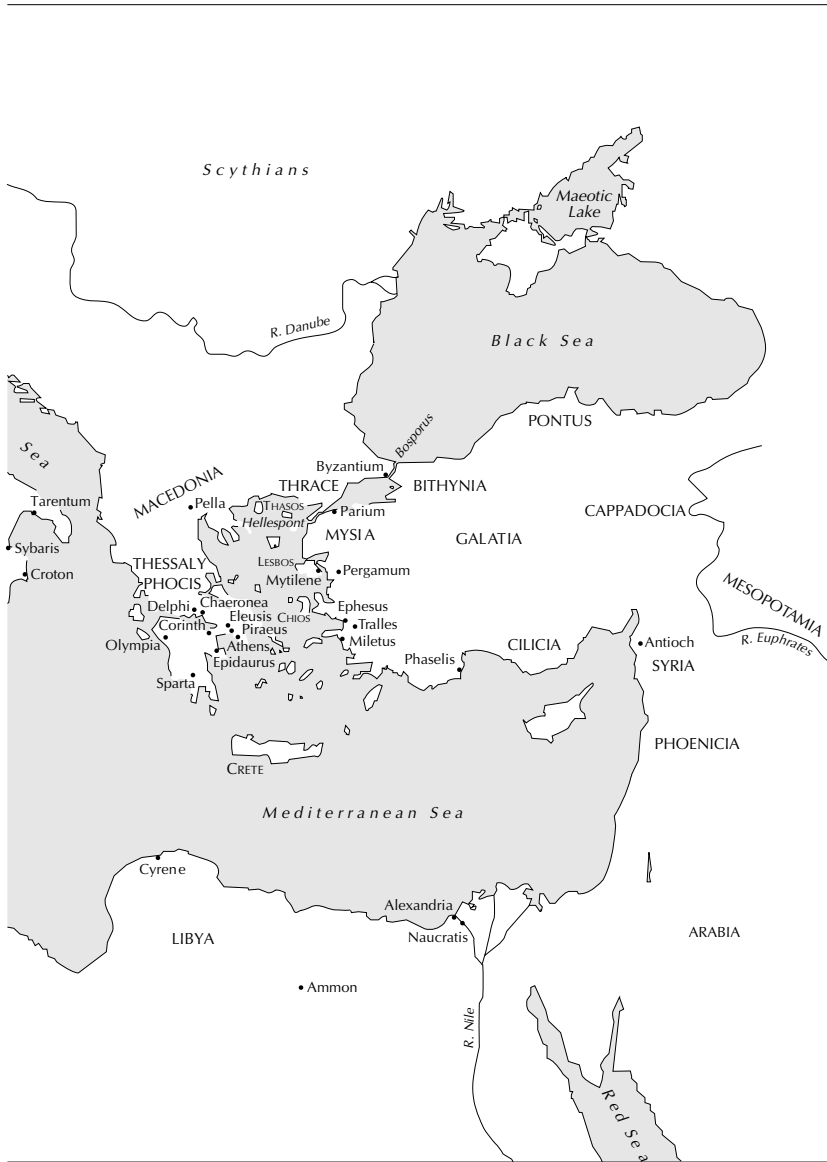 Scythians
Maeotic
Lake
R. Danube
Black Sea
PONTUS
Bosporus
Sea
Byzantium
MACEDONIA
THRACE
BITHYNIA
Tarentum
Pella
THASOS
Parium
CAPPADOCIA
Hellespont
MYSIA
GALATIA
Sybaris
Croton
THESSALY
LESBOS
PHOCIS
Mytilene
Pergamum
MESOPOTAMIA
Delphi
Chaeronea
Ephesus
Eleusis
CHIOS
Corinth
Piraeus
Tralles
Olympia
Athens
Miletus
CILICIA
Antioch
R. Euphrates
Epidaurus
Phaselis
SYRIA
Sparta
PHOENICIA
CRETE
Mediterranean Sea
Cyrene
Alexandria
LIBYA
Naucratis
ARABIA
Ammon
R. Nile
Red Sea